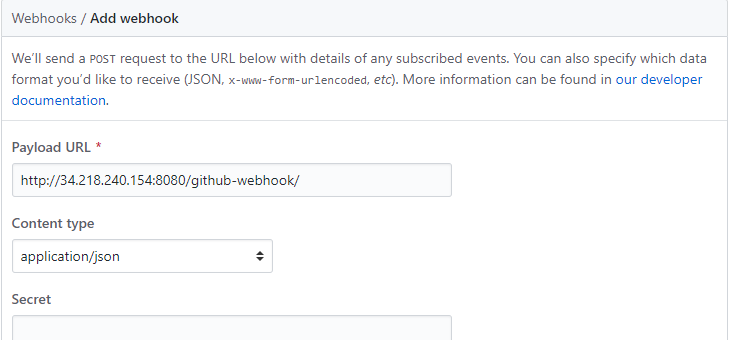 Webhooks / Add webhook
We’ll send a POST request to the URL below with details of any subscribed events. You can also specify which data
format you’d like to receive (JSON, x-www-form-urlencoded, etc). More information can be found in our developer
documentation.
Payload URL *
http://34.218.240.154:8080/github-webhook/
Content type
application/json
Secret